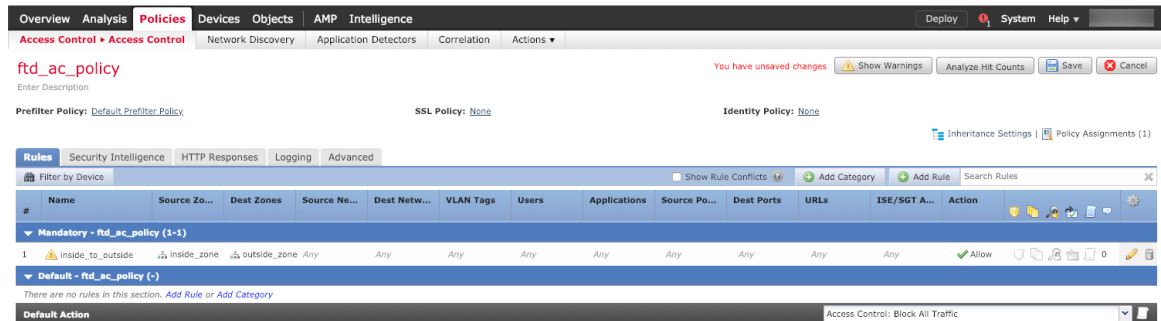 Overview Analysis Policies Devices Objects AMP Intelligence Deploy 1 System Help ▾
Access Control ▸ Access Control Network Discovery Application Detectors Correlation Actions ▾
ftd_ac_policy You have unsaved changes Show Warnings Analyze Hit Counts Save Cancel
Enter Description
Prefilter Policy: Default Prefilter Policy SSL Policy: None Identity Policy: None
Inheritance Settings | Policy Assignments (1)
Rules Security Intelligence HTTP Responses Logging Advanced
Filter by Device Show Rule Conflicts Add Category Add Rule Search Rules
# Name Source Zo... Dest Zones Source Ne... Dest Netw... VLAN Tags Users Applications Source Po... Dest Ports URLs ISE/SGT A... Action
Mandatory - ftd_ac_policy (1-1)
1 inside_to_outside inside_zone outside_zone Any Any Any Any Any Any Any Any Any Allow 0
Default - ftd_ac_policy (-)
There are no rules in this section. Add Rule or Add Category
Default Action Access Control: Block All Traffic